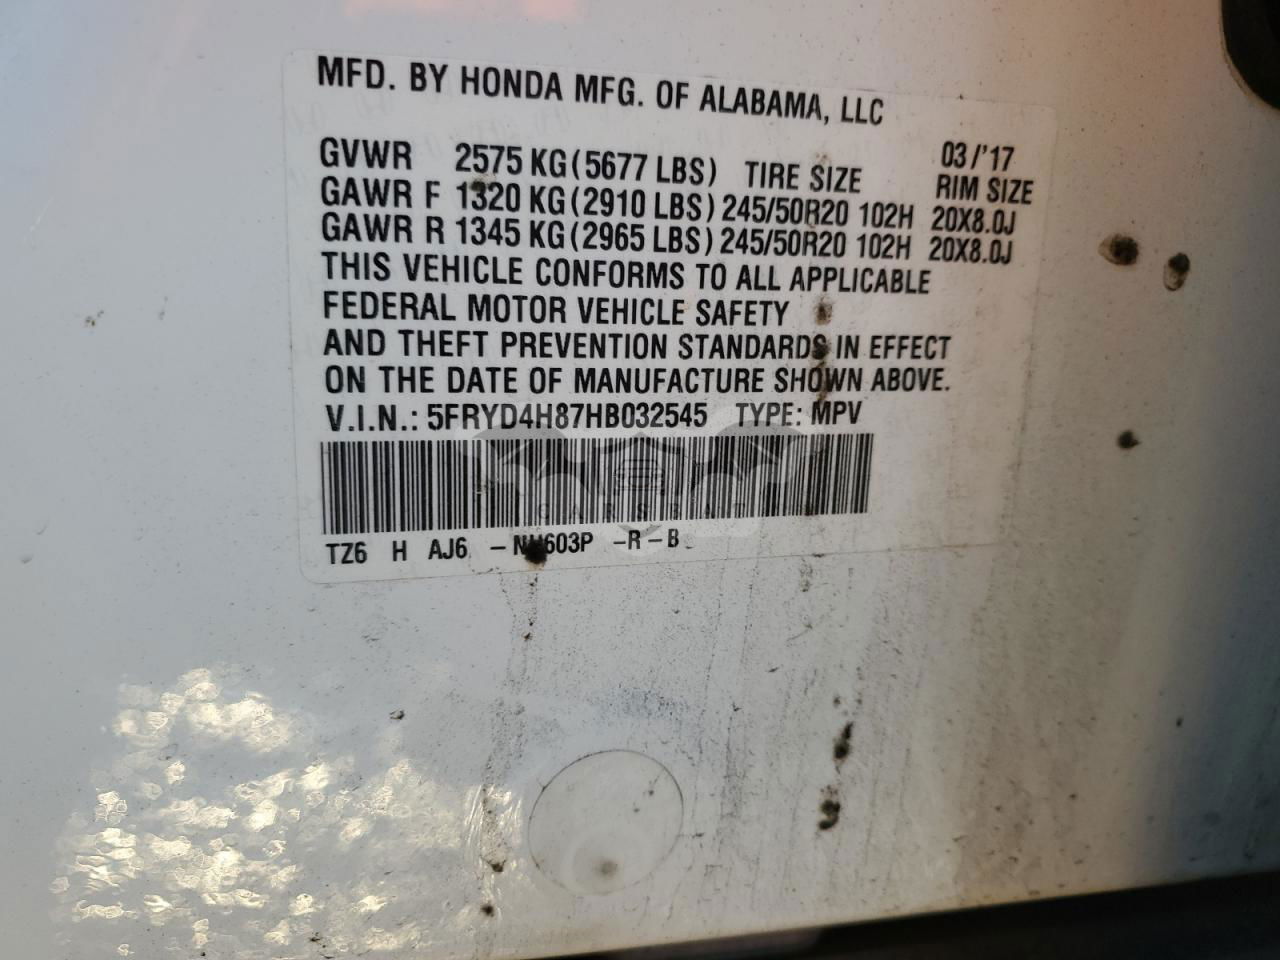 MFD. BY HONDA MFG. OF ALABAMA, LLC
03/'17
GVWR 2575 KG(5677 LBS) TIRE SIZE RIM SIZE
GAWR F 1320 KG(2910 LBS) 245/50R20 102H 20X8.0J
GAWR R 1345 KG(2965 LBS) 245/50R20 102H 20X8.0J
THIS VEHICLE CONFORMS TO ALL APPLICABLE
FEDERAL MOTOR VEHICLE SAFETY
AND THEFT PREVENTION STANDARDS IN EFFECT
ON THE DATE OF MANUFACTURE SHOWN ABOVE.
V.I.N.: 5FRYD4H87HB032545 TYPE: MPV
CARSBAT
TZ6 H AJ6 -NH603P -R-B